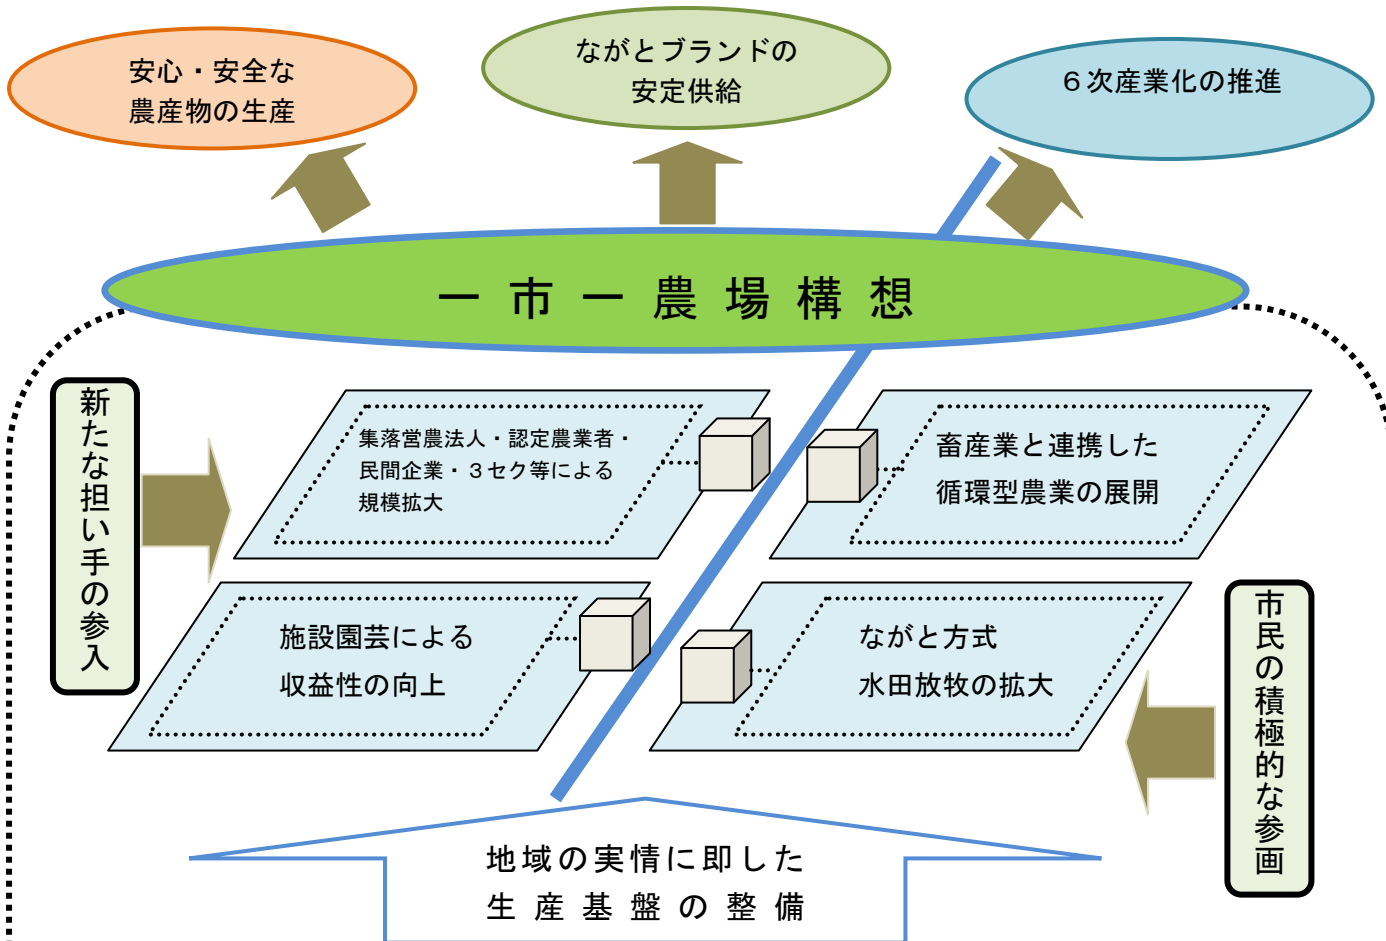 安心・安全な
農産物の生産
ながとブランドの
安定供給
６次産業化の推進
一市一農場構想
新たな担い手の参入
集落営農法人・認定農業者・
民間企業・３セク等による
規模拡大
畜産業と連携した
循環型農業の展開
施設園芸による
収益性の向上
ながと方式
水田放牧の拡大
市民の積極的な参画
地域の実情に即した
生産基盤の整備